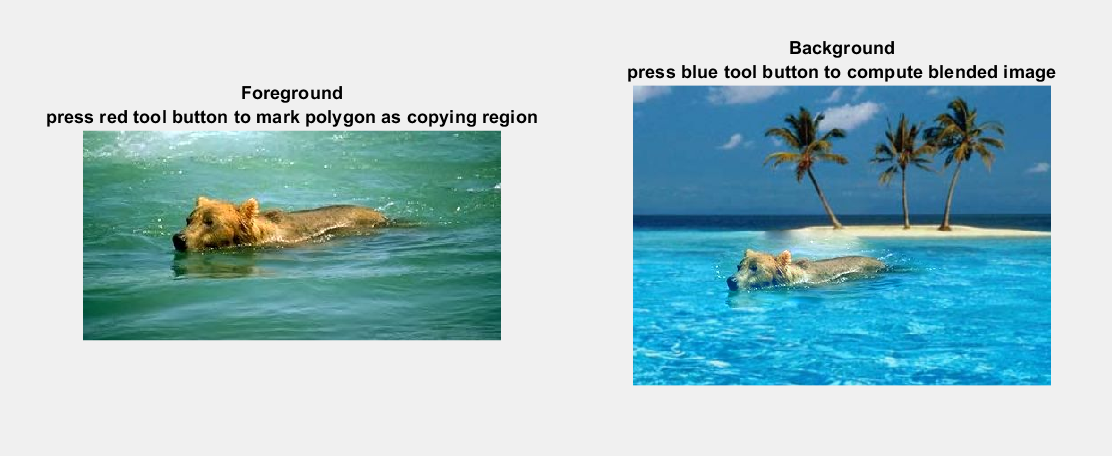 Foreground
press red tool button to mark polygon as copying region
Background
press blue tool button to compute blended image